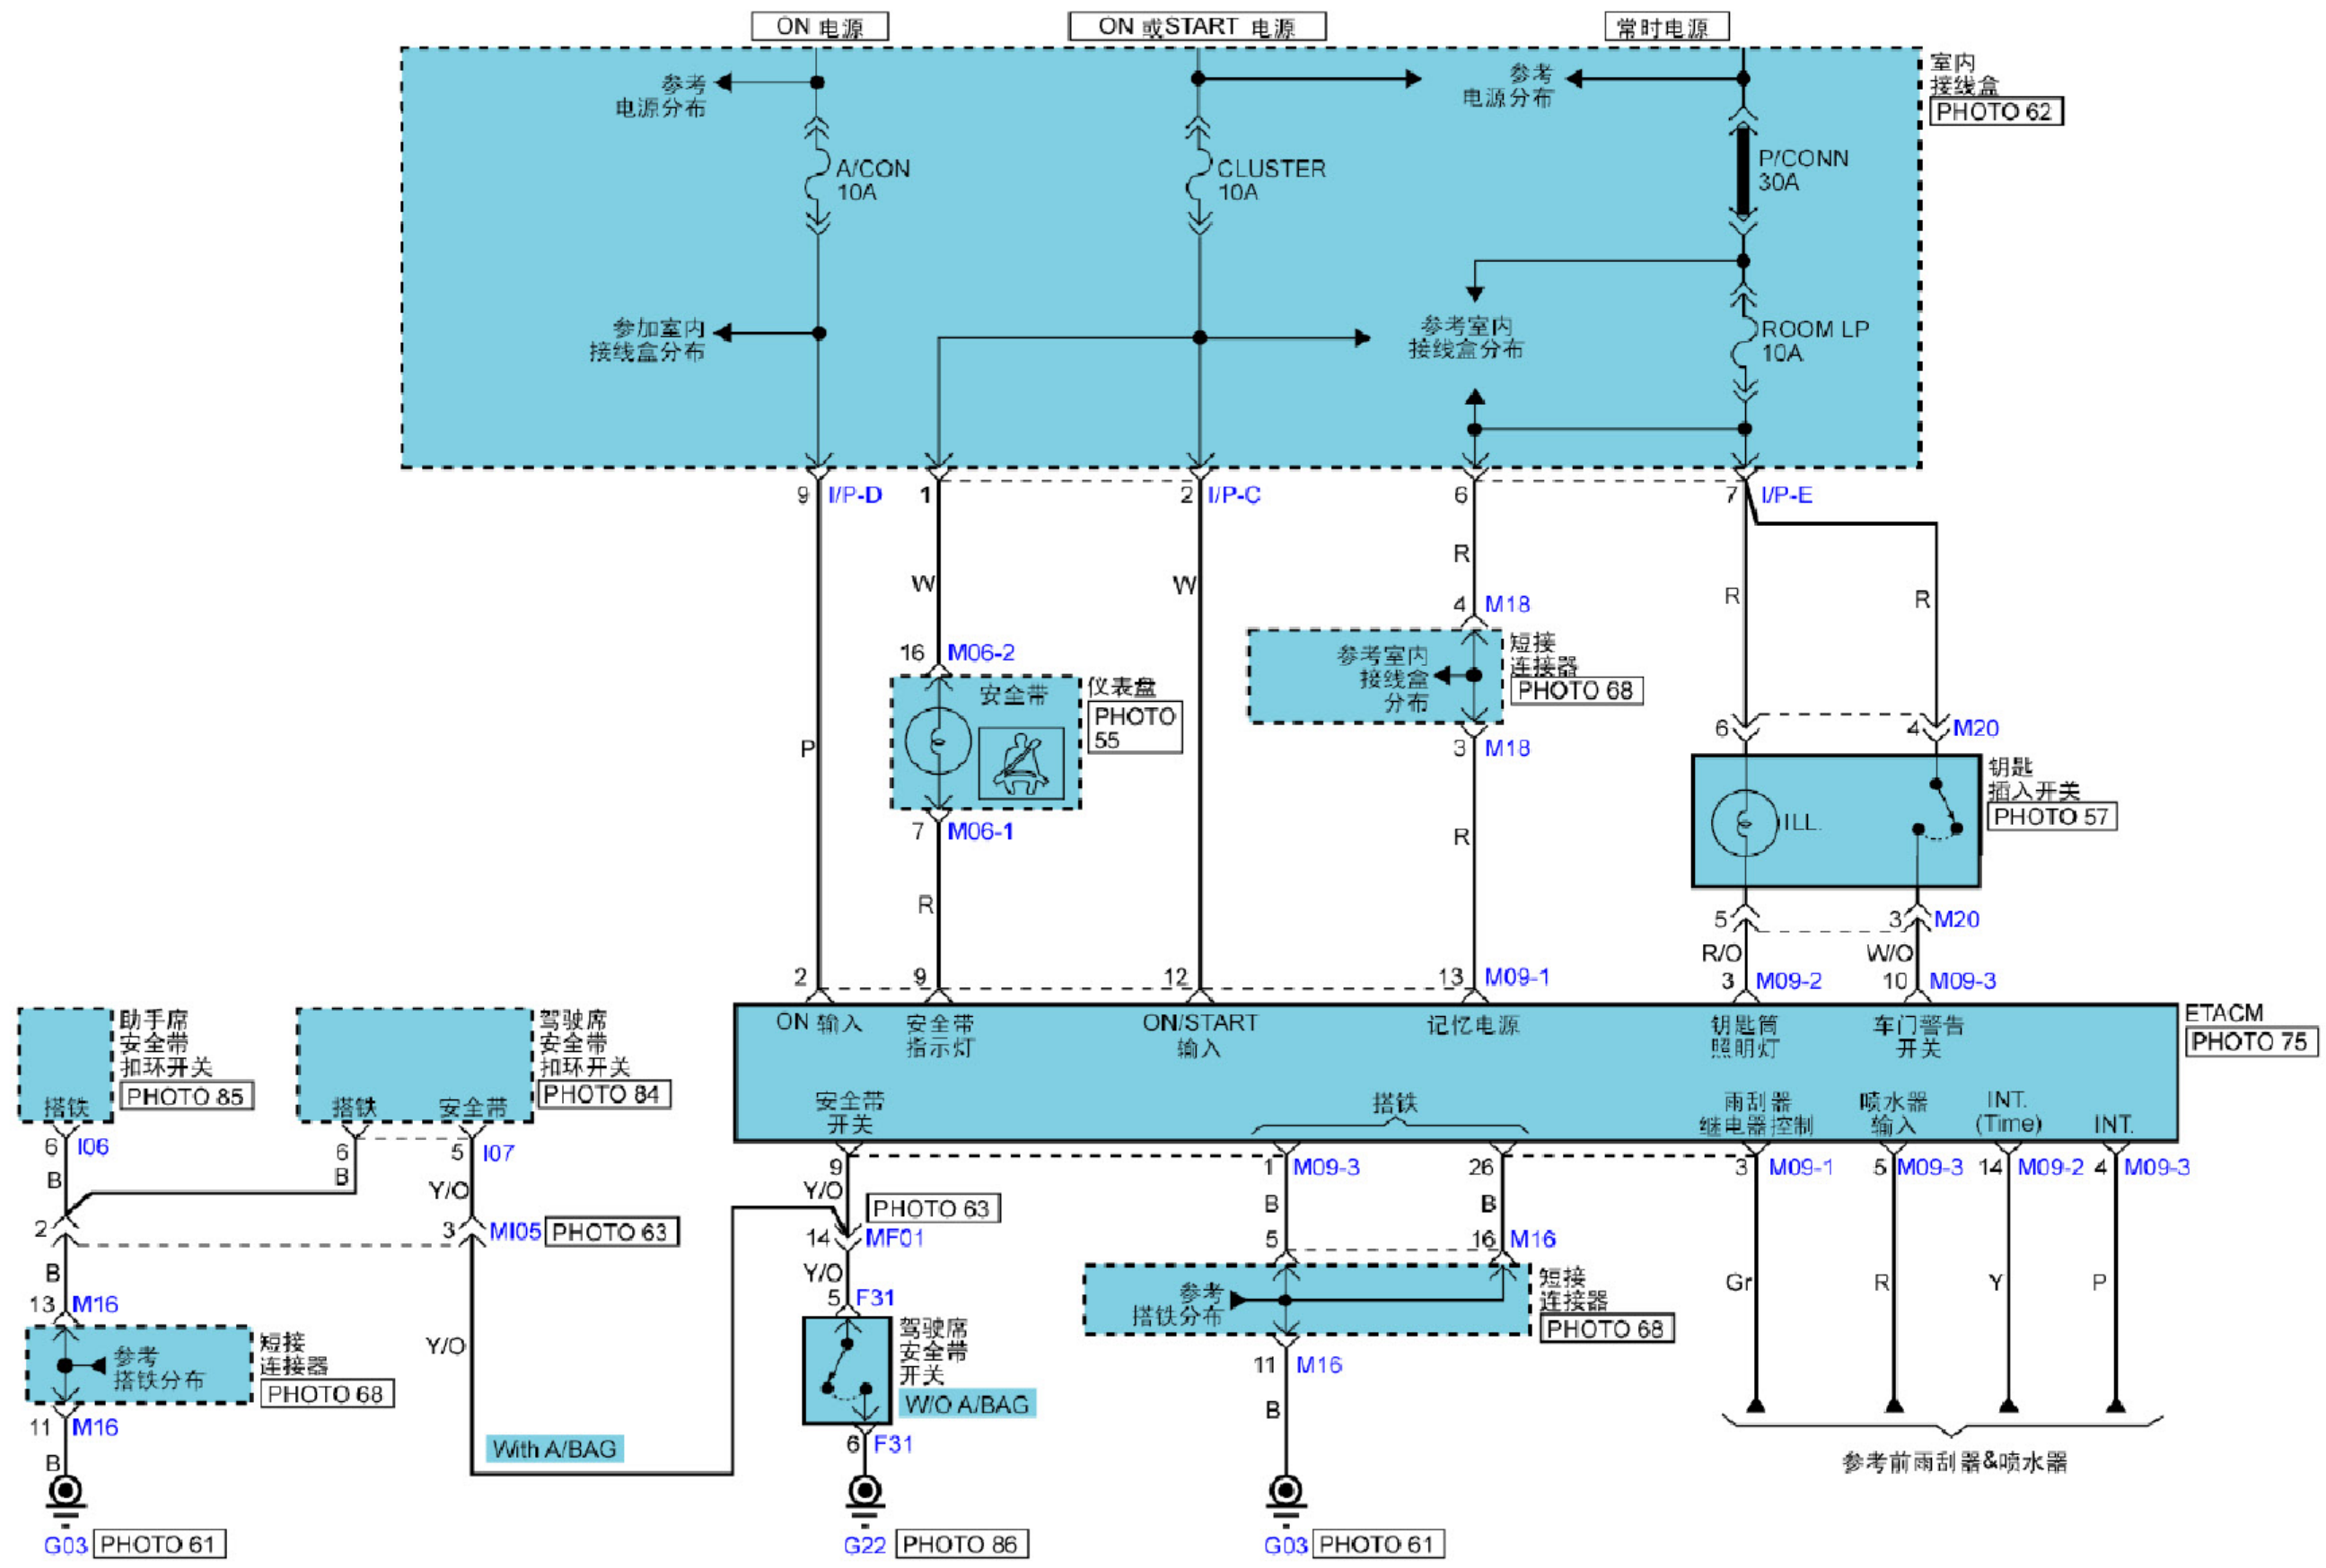 ON 电源
ON 或START 电源
常时电源
参考
电源分布
参考
电源分布
室内
接线盒
PHOTO 62
A/CON
10A
CLUSTER
10A
P/CONN
30A
参加室内
接线盒分布
参考室内
接线盒分布
ROOM LP
10A
9 I/P-D
1
2 I/P-C
6
7 I/P-E
R
W
W
R
R
4 M18
16 M06-2
安全带
仪表盘
PHOTO
55
参考室内
接线盒
分布
短接
连接器
PHOTO 68
P
3 M18
6
4 M20
钥匙
插入开关
PHOTO 57
ILL.
7 M06-1
R
R
5
3 M20
R/O
W/O
2
9
12
13 M09-1
3 M09-2
10 M09-3
助手席
安全带
扣环开关
PHOTO 85
搭铁
驾驶席
安全带
扣环开关
PHOTO 84
搭铁
安全带
ON 输入
安全带
指示灯
ON/START
输入
记忆电源
钥匙筒
照明灯
车门警告
开关
ETACM
PHOTO 75
安全带
开关
搭铁
雨刮器
继电器控制
喷水器
输入
INT.
(Time)
INT.
6 I06
6
5 I07
9
1 M09-3
26
3 M09-1
5 M09-3
14 M09-2
4 M09-3
B
B
Y/O
Y/O
B
B
PHOTO 63
2
3 MI05 PHOTO 63
14 MF01
5
16 M16
B
Y/O
13 M16
5 F31
参考
搭铁分布
短接
连接器
PHOTO 68
Gr
R
Y
P
参考
搭铁分布
短接
连接器
PHOTO 68
Y/O
驾驶席
安全带
开关
W/O A/BAG
11 M16
11 M16
B
With A/BAG
6 F31
B
参考前雨刮器&喷水器
G03 PHOTO 61
G22 PHOTO 86
G03 PHOTO 61